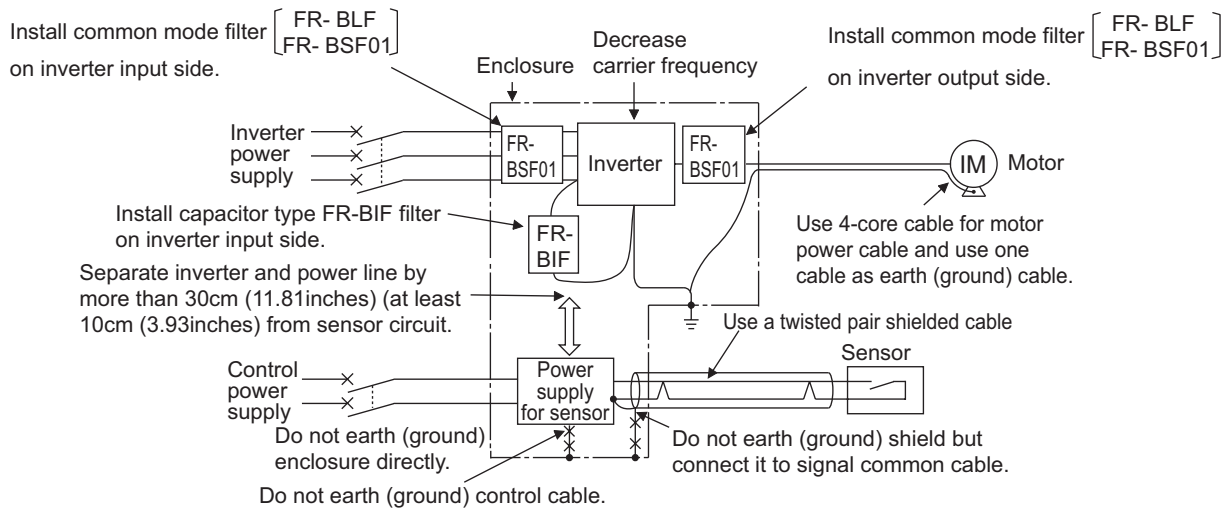 Install common mode filter
FR- BLF
FR- BSF01
on inverter input side.
Enclosure
Decrease
carrier frequency
Install common mode filter
FR- BLF
FR- BSF01
on inverter output side.
Inverter
power
supply
FR-
BSF01
Inverter
FR-
BSF01
IM
Motor
Install capacitor type FR-BIF filter
on inverter input side.
FR-
BIF
Use 4-core cable for motor
power cable and use one
cable as earth (ground) cable.
Separate inverter and power line by
more than 30cm (11.81inches) (at least
10cm (3.93inches) from sensor circuit.
Use a twisted pair shielded cable
Sensor
Control
power
supply
Power
supply
for sensor
Do not earth (ground)
enclosure directly.
Do not earth (ground) shield but
connect it to signal common cable.
Do not earth (ground) control cable.